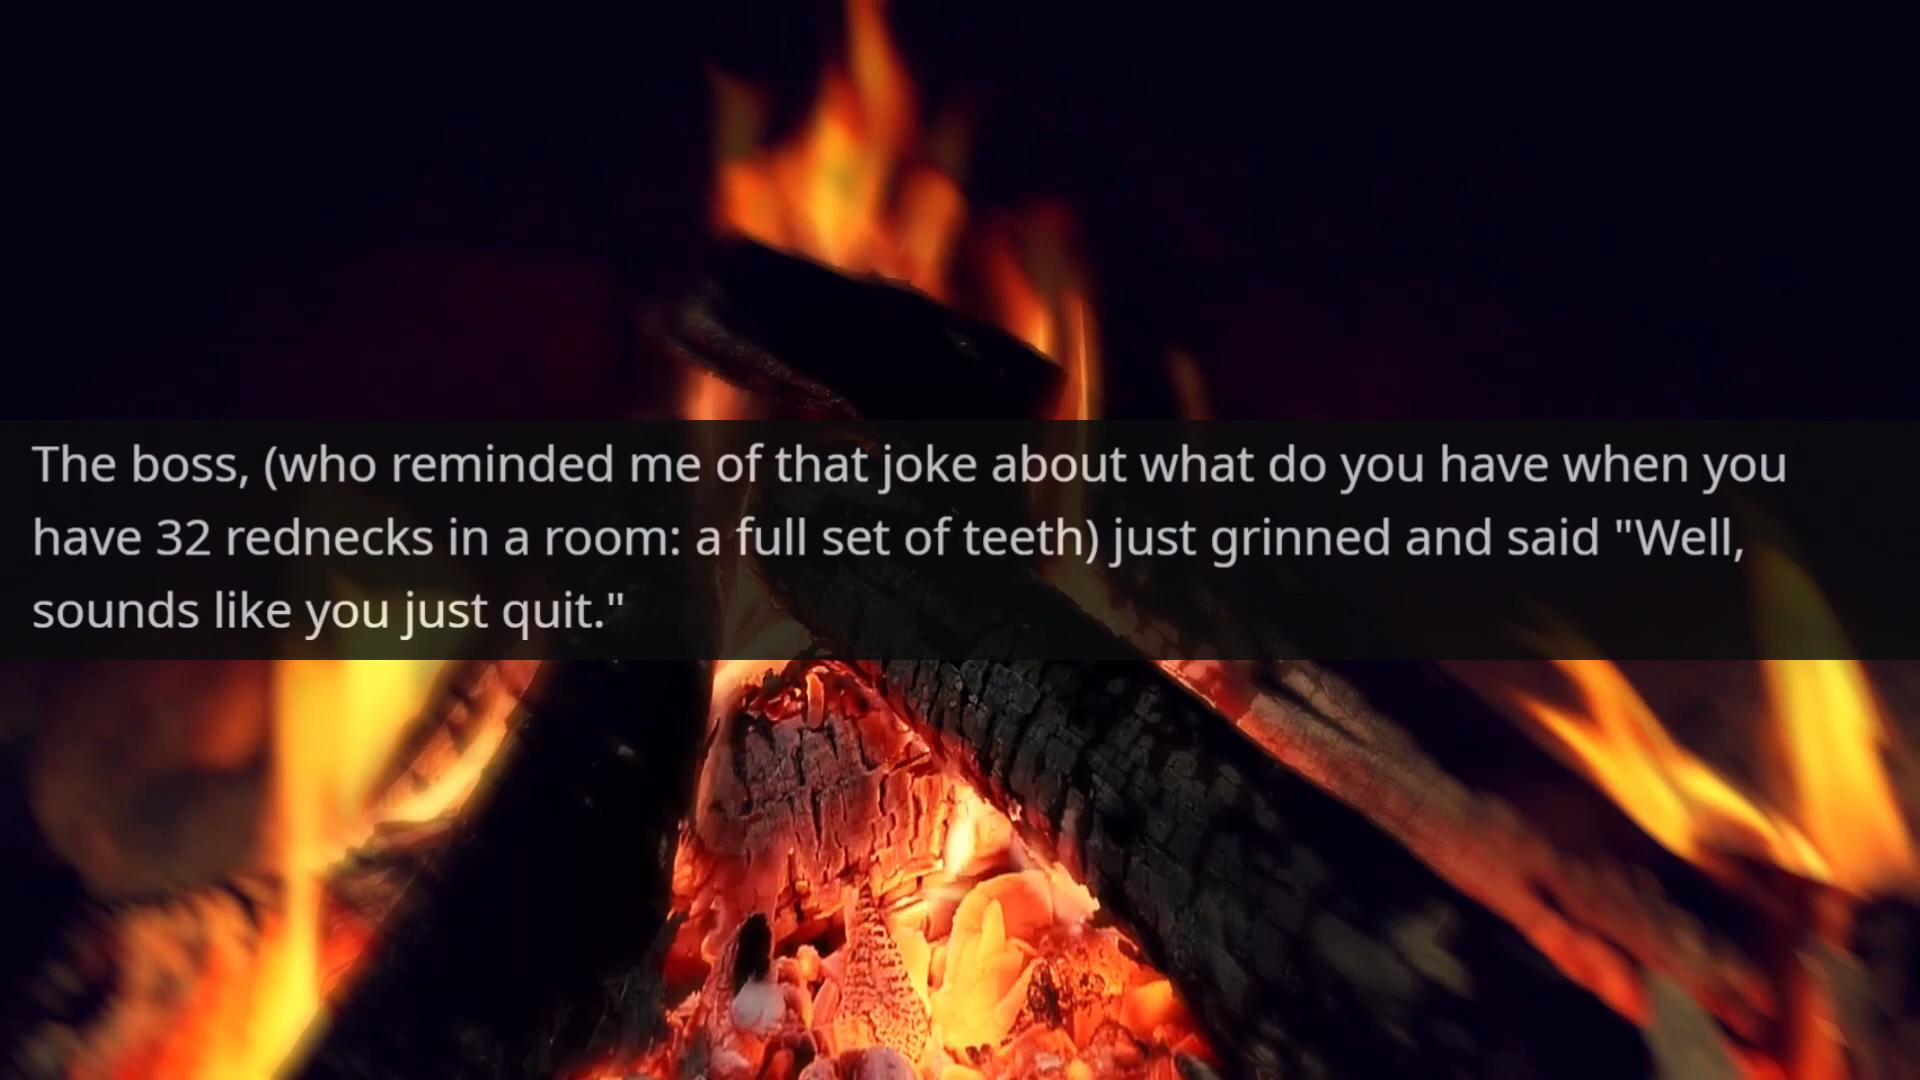 The boss, (who reminded me of that joke about what do you have when you
have 32 rednecks in a room: a full set of teeth) just grinned and said "Well,
sounds like you just quit."